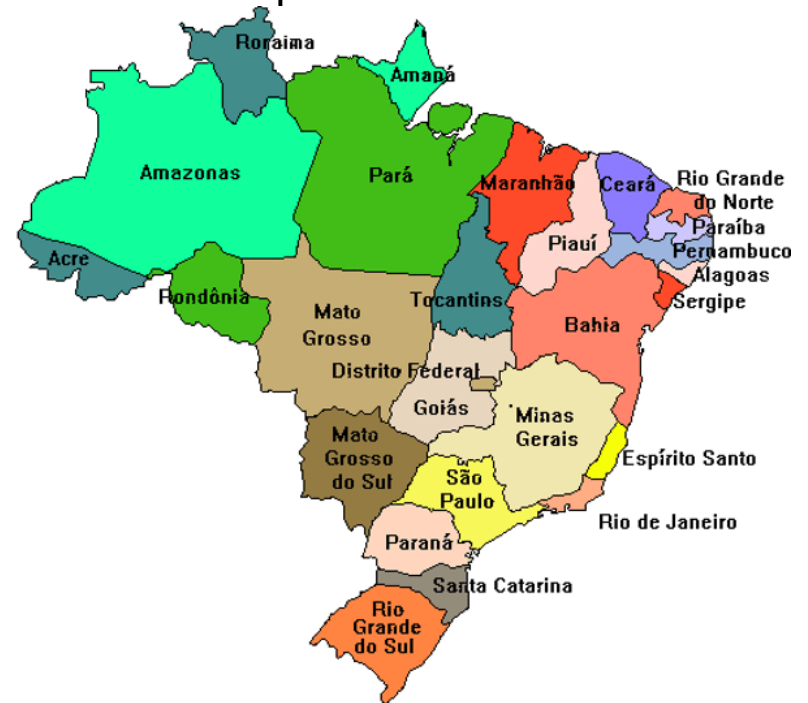 Roraima
Amapá
Amazonas
Pará
Maranhão
Ceará
Rio Grande
do Norte
Paraíba
Piauí
Pernambuco
Acre
Alagoas
Rondônia
Tocantins
Sergipe
Mato
Grosso
Bahia
Distrito Federal
Goiás
Minas
Gerais
Mato
Grosso
do Sul
Espírito Santo
São
Paulo
Rio de Janeiro
Paraná
Santa Catarina
Rio
Grande
do Sul